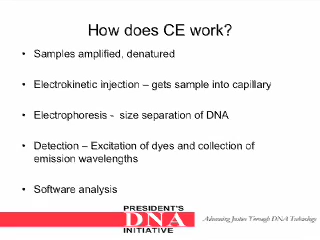 How does CE work?
• Samples amplified, denatured
• Electrokinetic injection – gets sample into capillary
• Electrophoresis - size separation of DNA
• Detection – Excitation of dyes and collection of
emission wavelengths
• Software analysis
PRESIDENT'S
DNA
INITIATIVE
Advancing Justice Through DNA Technology